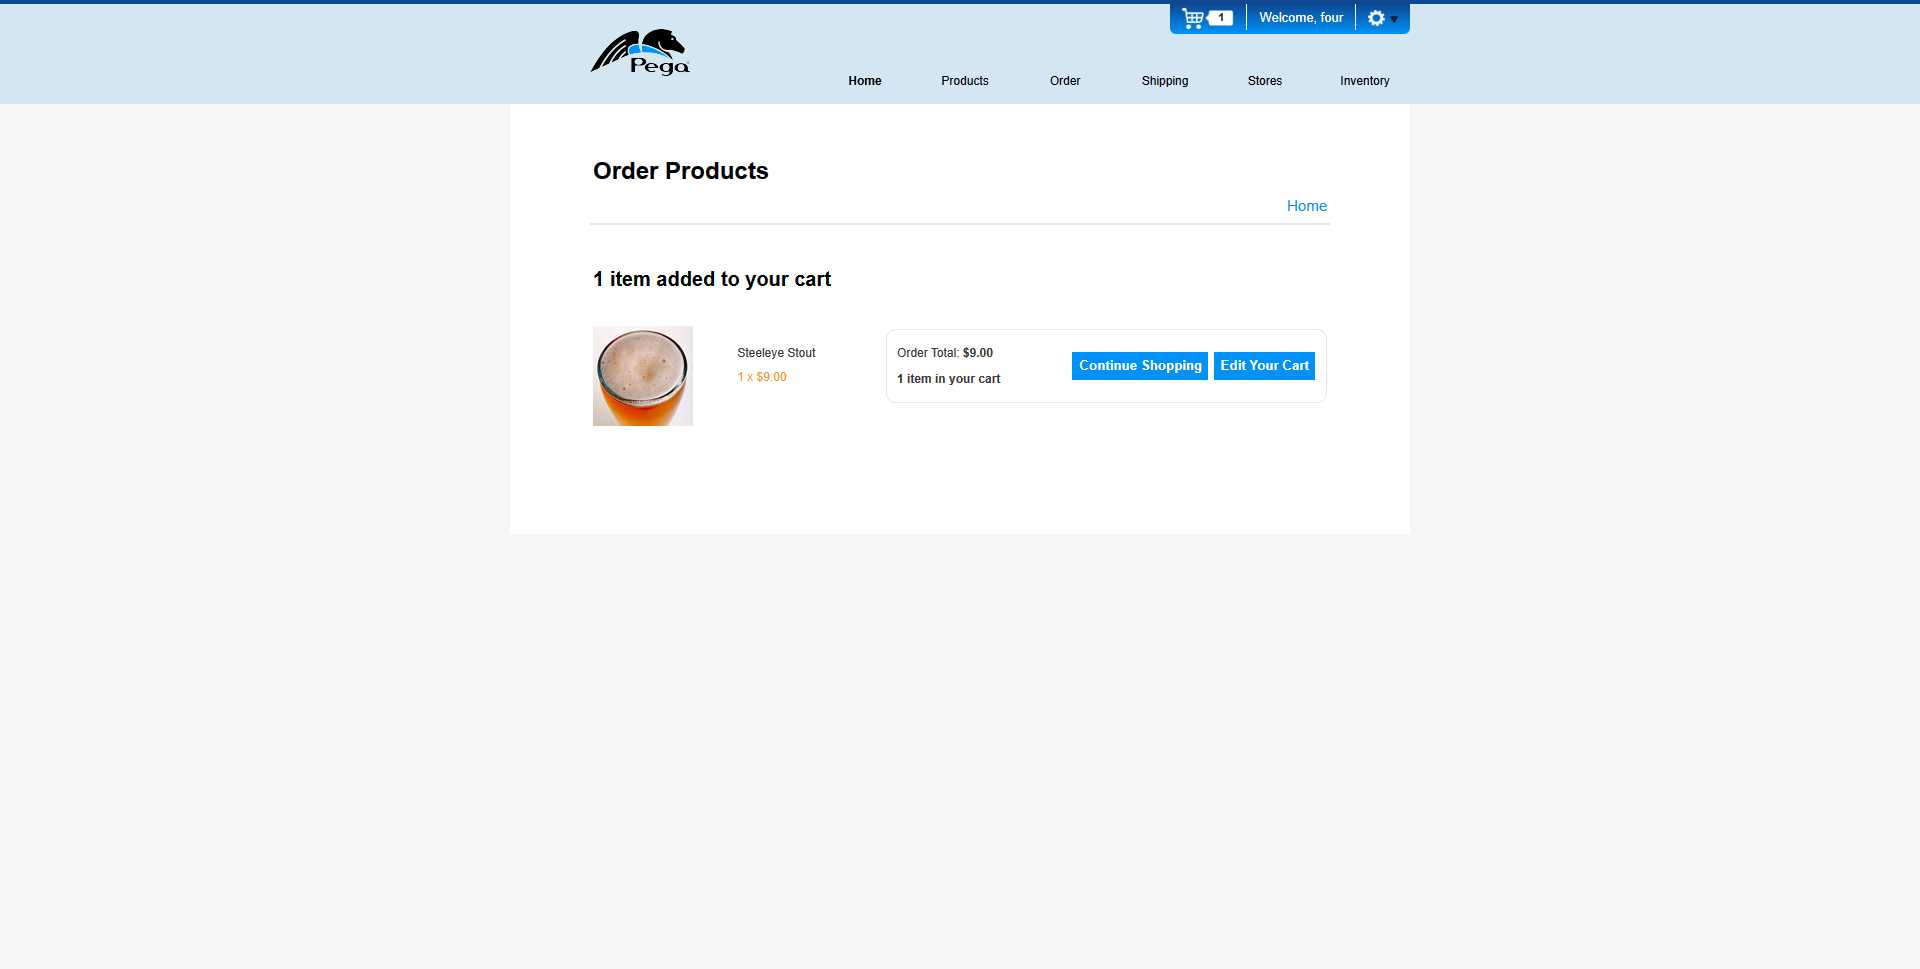 1
Welcome, four
Pega
Home
Products
Order
Shipping
Stores
Inventory
Order Products
Home
1 item added to your cart
Steeleye Stout
1 x $9.00
Order Total: $9.00
1 item in your cart
Continue Shopping
Edit Your Cart